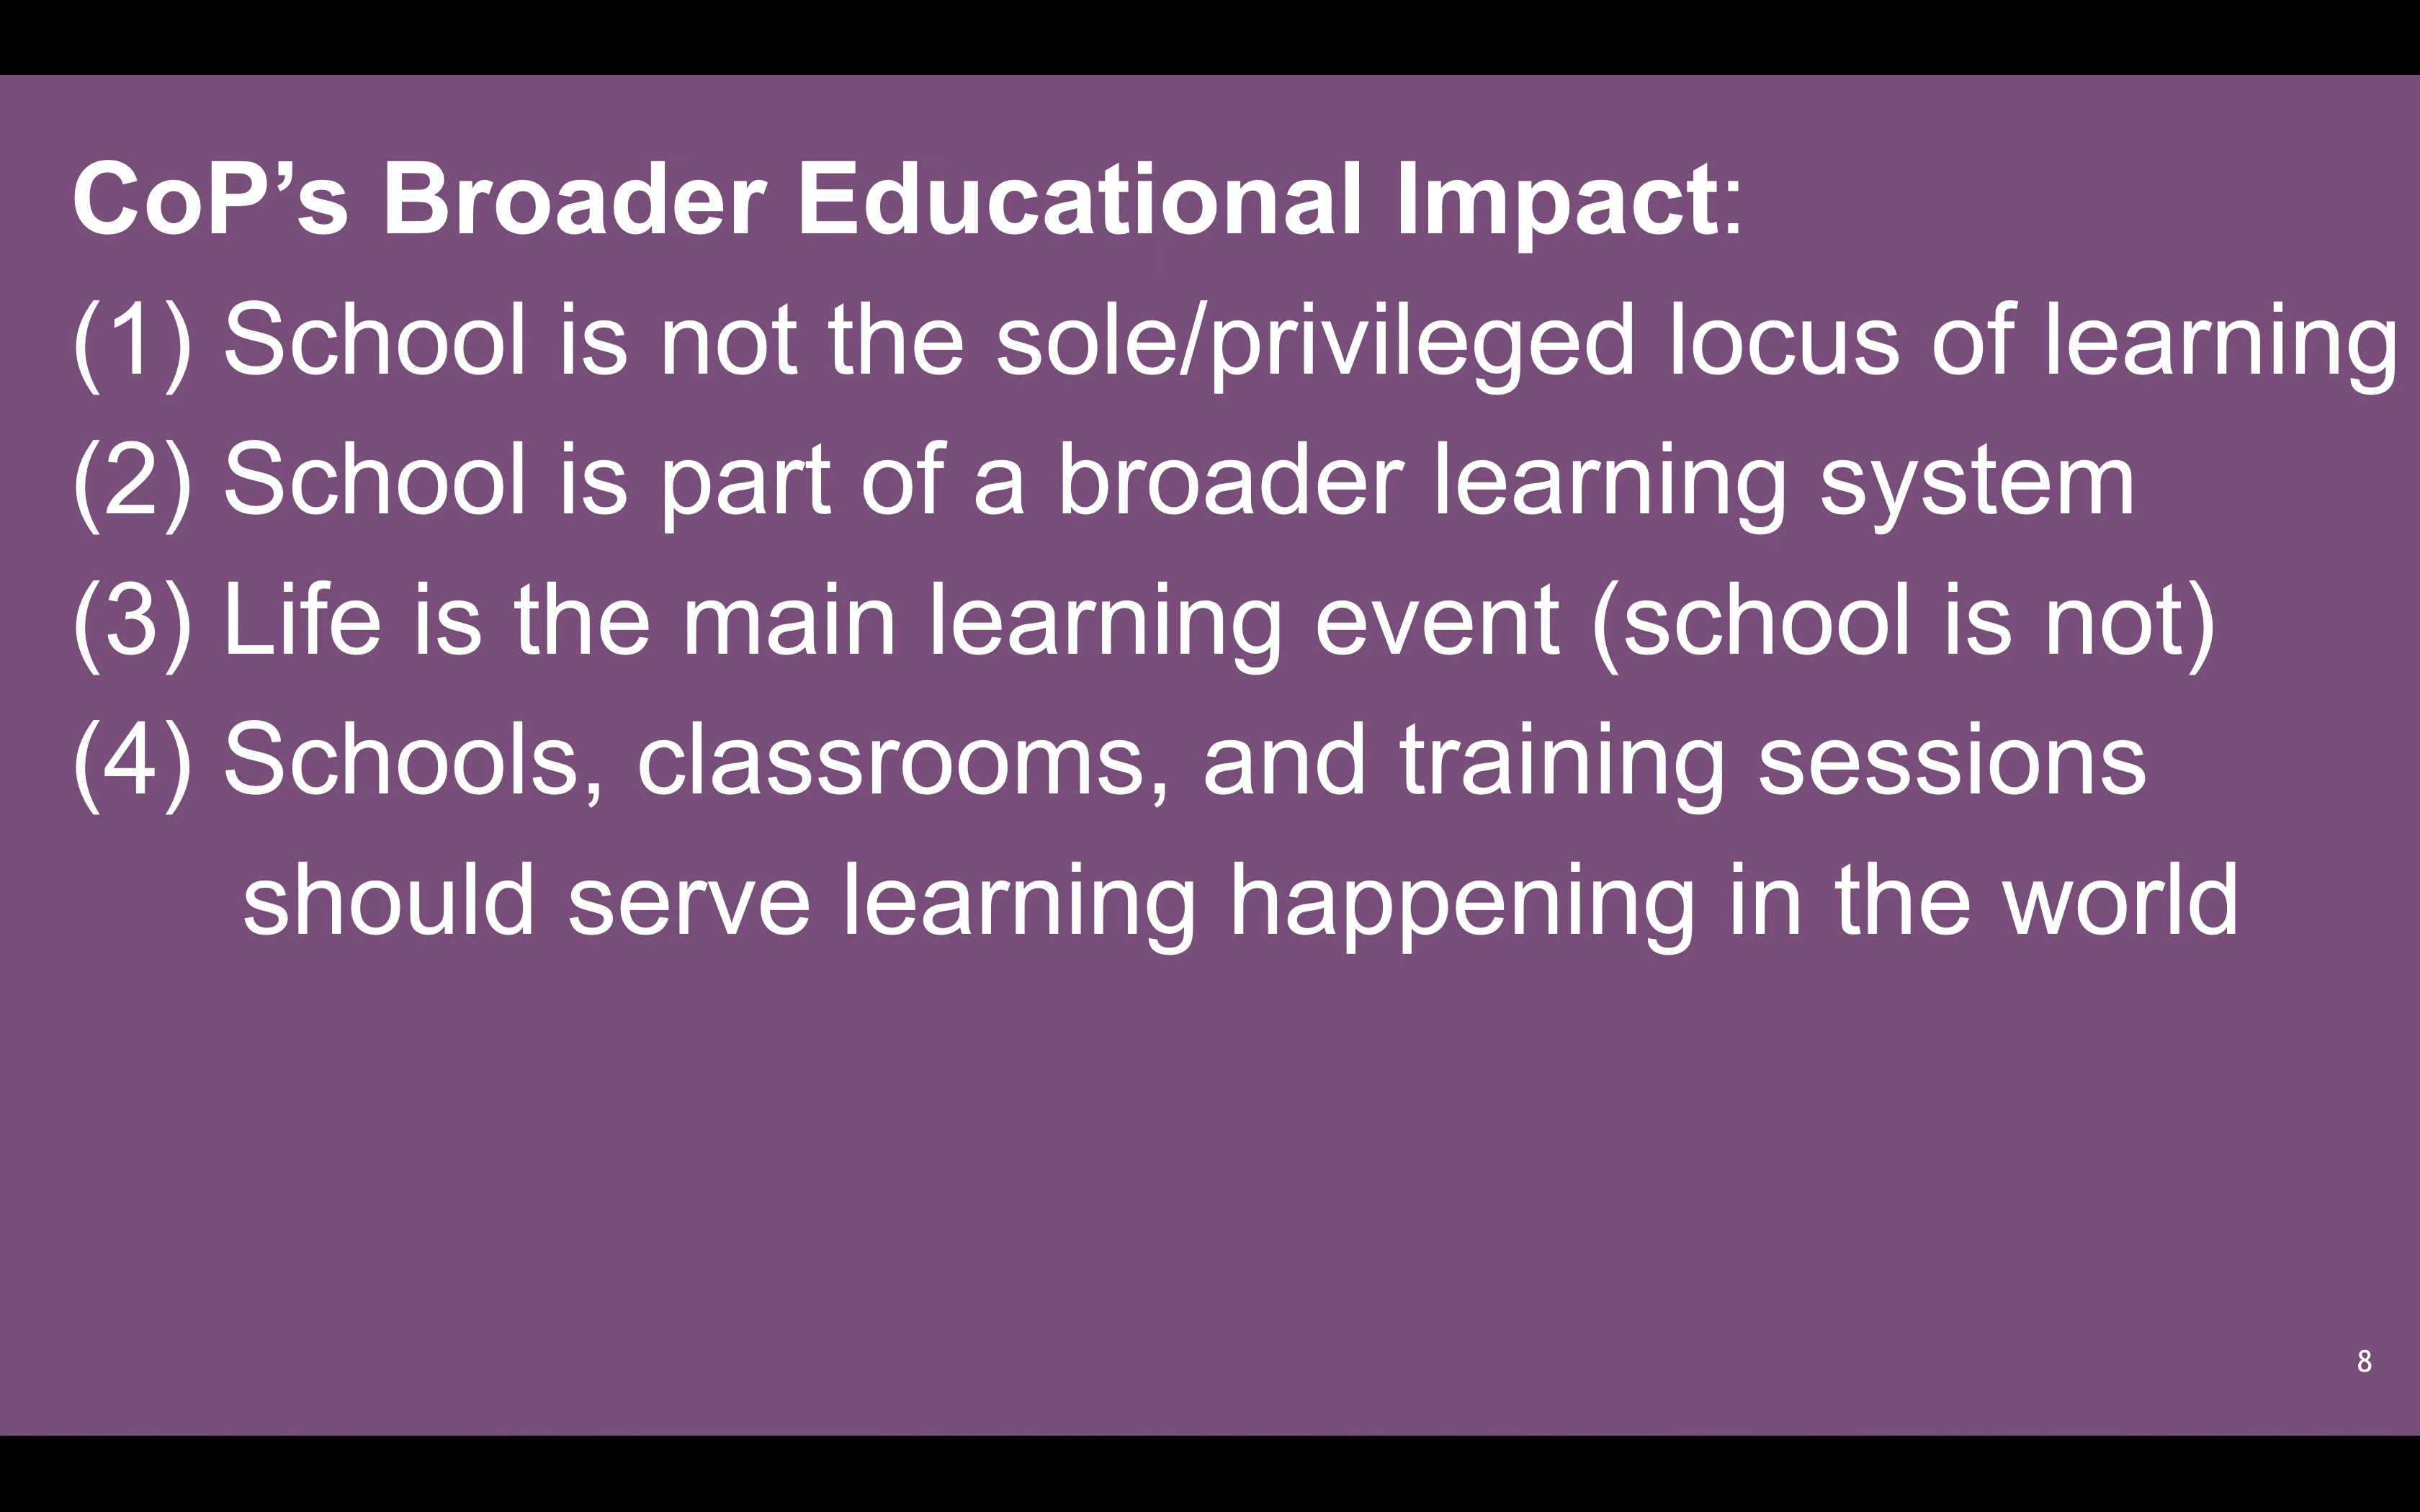 CoP’s Broader Educational Impact:
(1) School is not the sole/privileged locus of learning
(2) School is part of a broader learning system
(3) Life is the main learning event (school is not)
(4) Schools, classrooms, and training sessions
should serve learning happening in the world
8